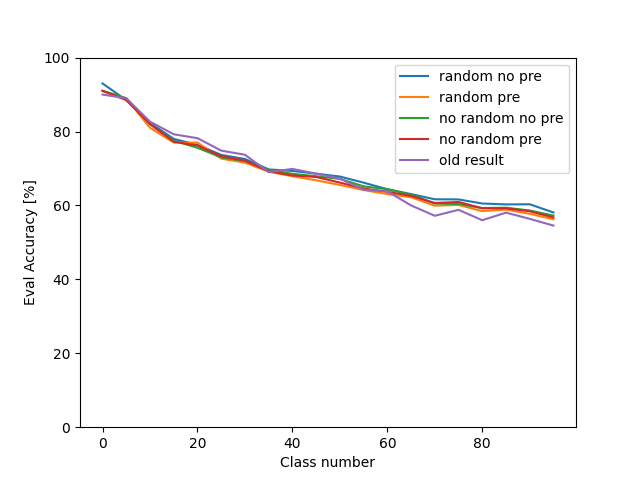 100
80
60
40
20
0
Eval Accuracy [%]
random no pre
random pre
no random no pre
no random pre
old result
0 20 40 60 80
Class number